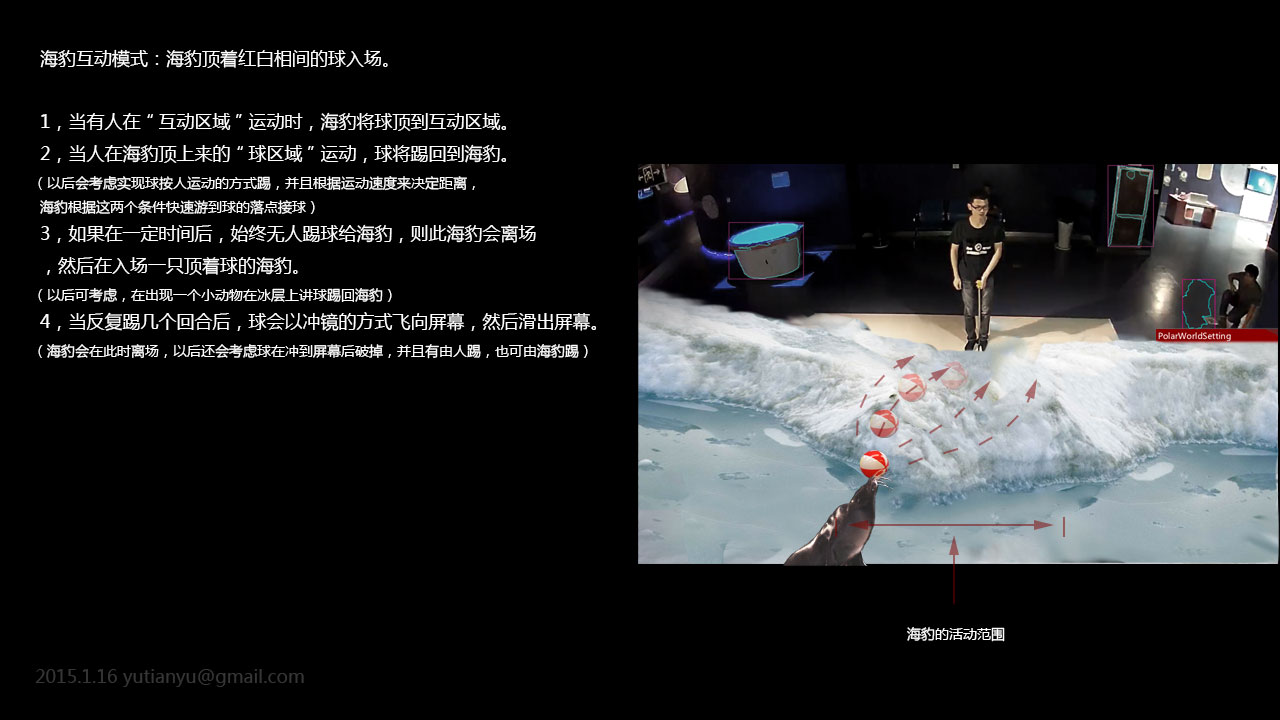 海豹互动模式：海豹顶着红白相间的球入场。
1，当有人在“互动区域”运动时，海豹将球顶到互动区域。
2，当人在海豹顶上来的“球区域”运动，球将踢回到海豹。
（以后会考虑实现球按人运动的方式踢，并且根据运动速度来决定距离，
海豹根据这两个条件快速游到球的落点接球）
3，如果在一定时间后，始终无人踢球给海豹，则此海豹会离场
，然后在入场一只顶着球的海豹。
（以后可考虑，在出现一个小动物在冰层上讲球踢回海豹）
4，当反复踢几个回合后，球会以冲镜的方式飞向屏幕，然后滑出屏幕。
（海豹会在此时离场，以后还会考虑球在冲到屏幕后破掉，并且有由人踢，也可由海豹踢）
PolarWorldSetting
海豹的活动范围
2015.1.16 yutianyu@gmail.com